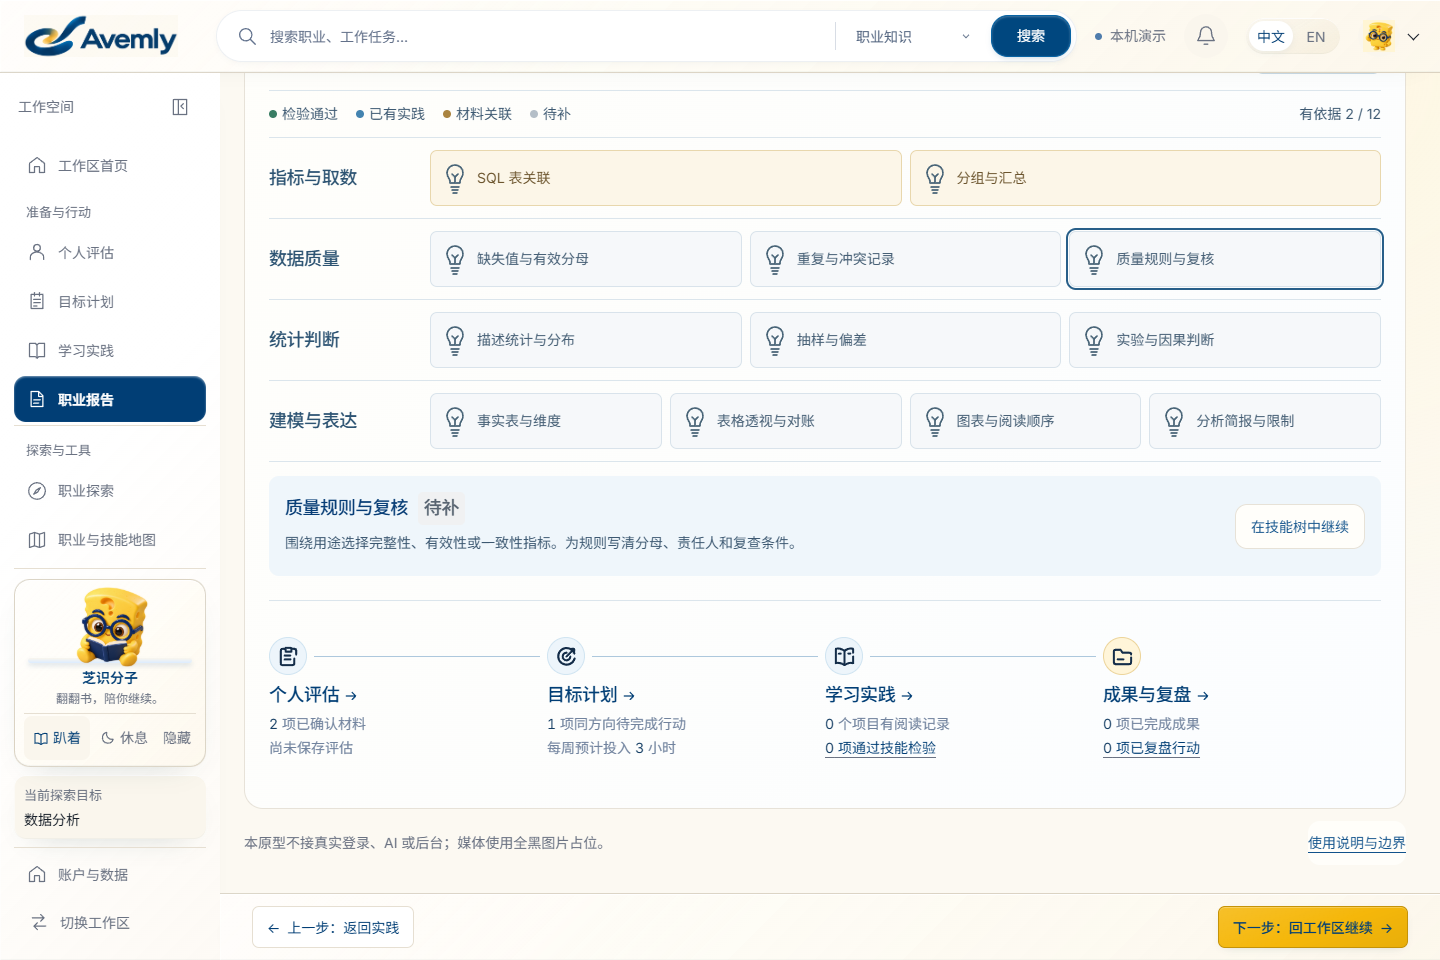 Avemly
搜索职业、工作任务...
职业知识
搜索
本机演示
中文
EN
工作空间
工作区首页
准备与行动
个人评估
目标计划
学习实践
职业报告
探索与工具
职业探索
职业与技能地图
芝识分子
翻翻书，陪你继续。
趴着
休息
隐藏
当前探索目标
数据分析
账户与数据
切换工作区
检验通过
已有实践
材料关联
待补
有依据 2 / 12
指标与取数
SQL 表关联
分组与汇总
数据质量
缺失值与有效分母
重复与冲突记录
质量规则与复核
统计判断
描述统计与分布
抽样与偏差
实验与因果判断
建模与表达
事实表与维度
表格透视与对账
图表与阅读顺序
分析简报与限制
质量规则与复核 待补
围绕用途选择完整性、有效性或一致性指标。为规则写清分母、责任人和复查条件。
在技能树中继续
个人评估 →
2 项已确认材料
尚未保存评估
目标计划 →
1 项同方向待完成行动
每周预计投入 3 小时
学习实践 →
0 个项目有阅读记录
0 项通过技能检验
成果与复盘 →
0 项已完成成果
0 项已复盘行动
本原型不接真实登录、AI 或后台；媒体使用全黑图片占位。
使用说明与边界
← 上一步：返回实践
下一步：回工作区继续 →